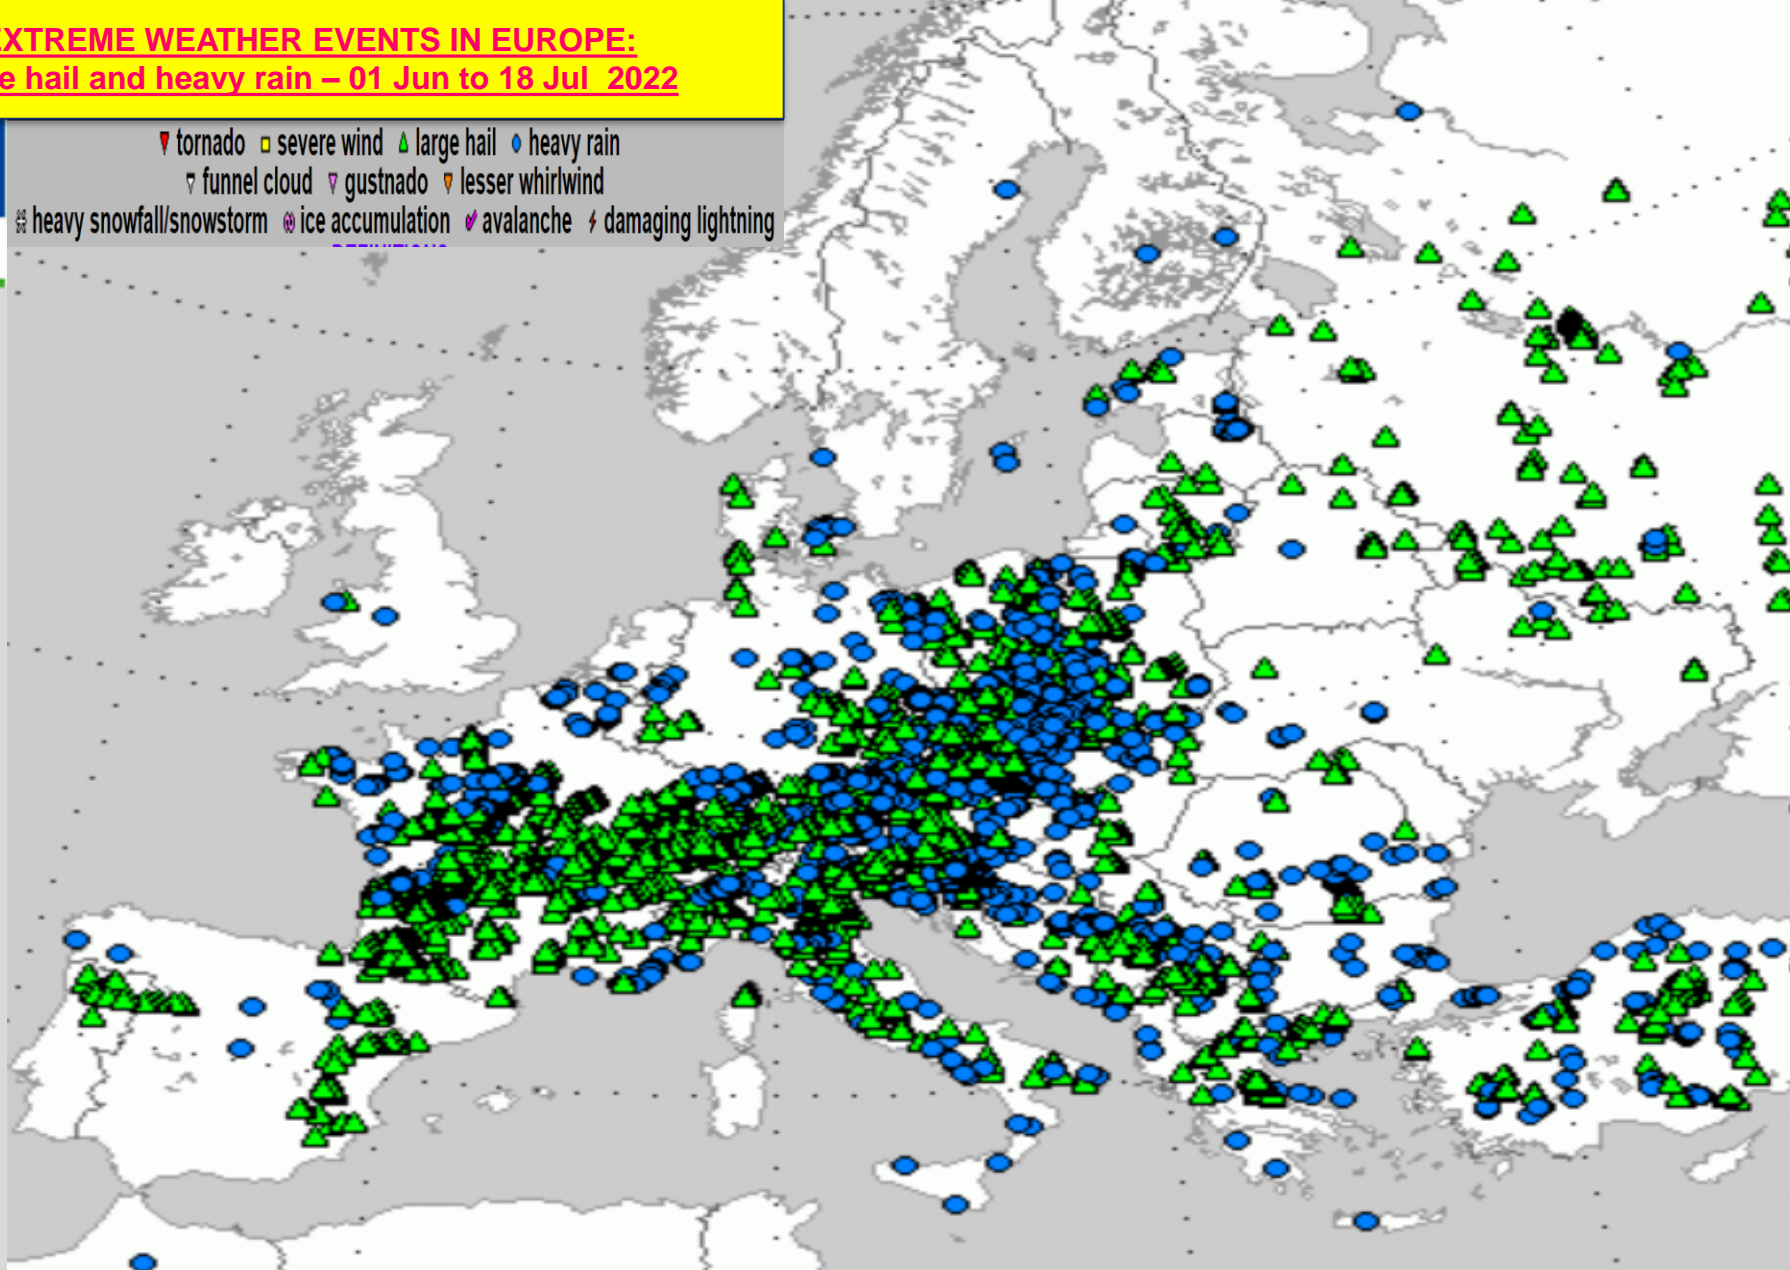 EXTREME WEATHER EVENTS IN EUROPE:
e hail and heavy rain – 01 Jun to 18 Jul 2022
tornado severe wind large hail heavy rain
funnel cloud gustnado lesser whirlwind
heavy snowfall/snowstorm ice accumulation avalanche damaging lightning